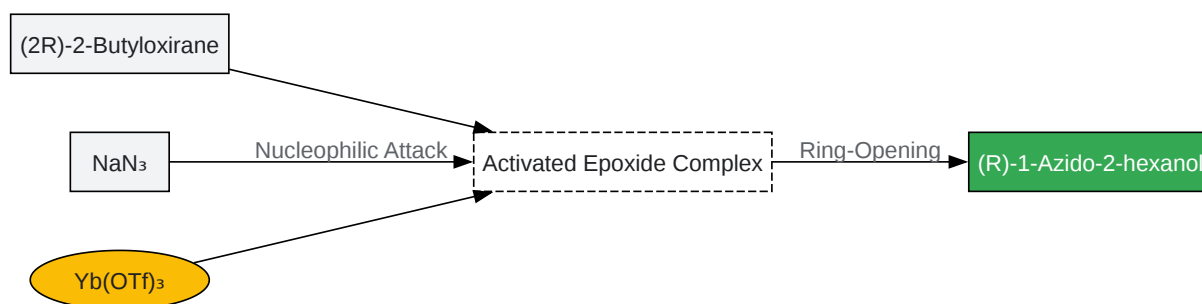 (2R)-2-Butyloxirane
NaN₃
Nucleophilic Attack
Activated Epoxide Complex
Ring-Opening
(R)-1-Azido-2-hexanol
Yb(OTf)₃